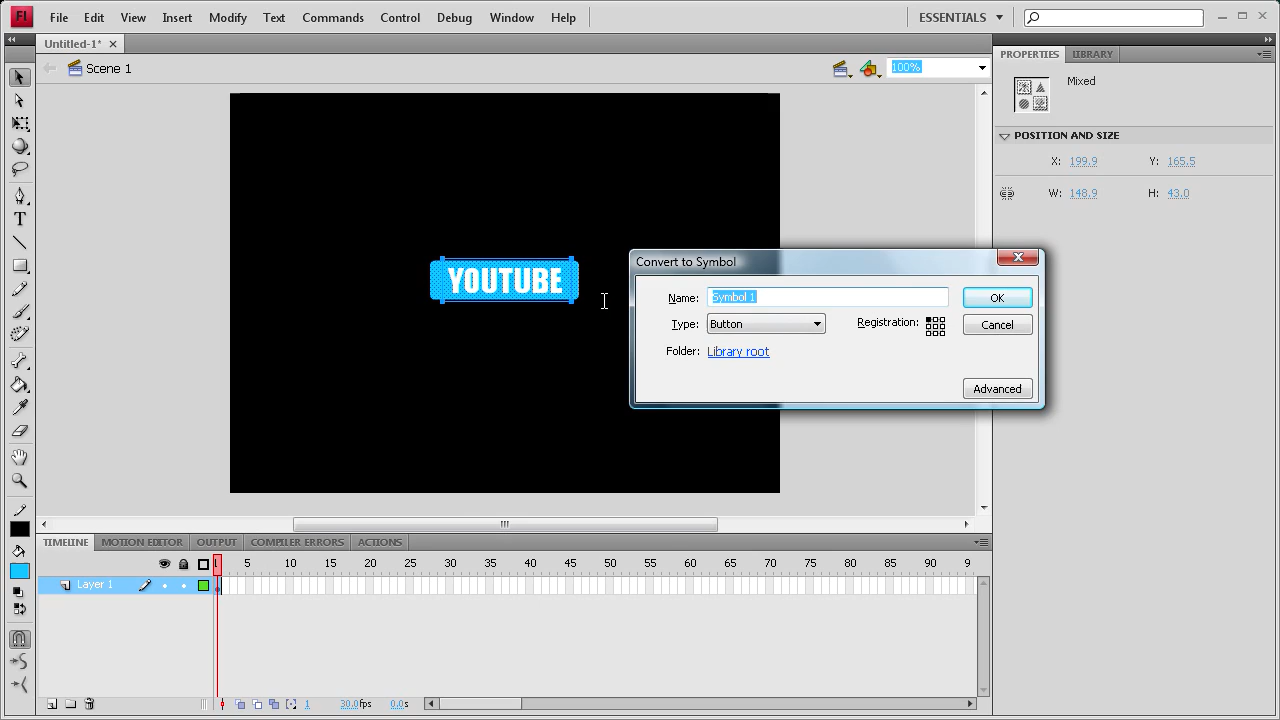 Fl File Edit View Insert Modify Text Commands Control Debug Window Help ESSENTIALS
Untitled-1*
Scene 1 100%
PROPERTIES LIBRARY
Mixed
POSITION AND SIZE
X: 199.9 Y: 165.5
W: 148.9 H: 43.0
YOUTUBE
Convert to Symbol
Name: Symbol 1 OK
Type: Button Registration: Cancel
Folder: Library root
Advanced
TIMELINE MOTION EDITOR OUTPUT COMPILER ERRORS ACTIONS
1 5 10 15 20 25 30 35 40 45 50 55 60 65 70 75 80 85 90 9
Layer 1
1 30.0fps 0.0s